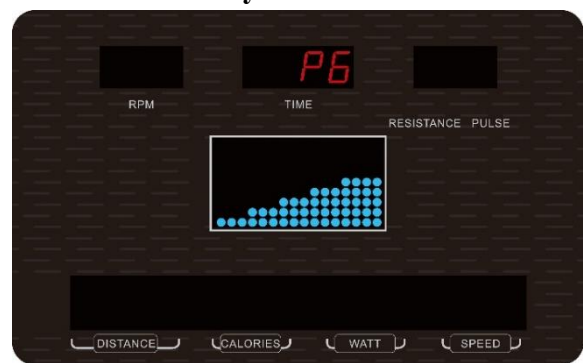 P6
RPM TIME
RESISTANCE PULSE
DISTANCE CALORIES WATT SPEED